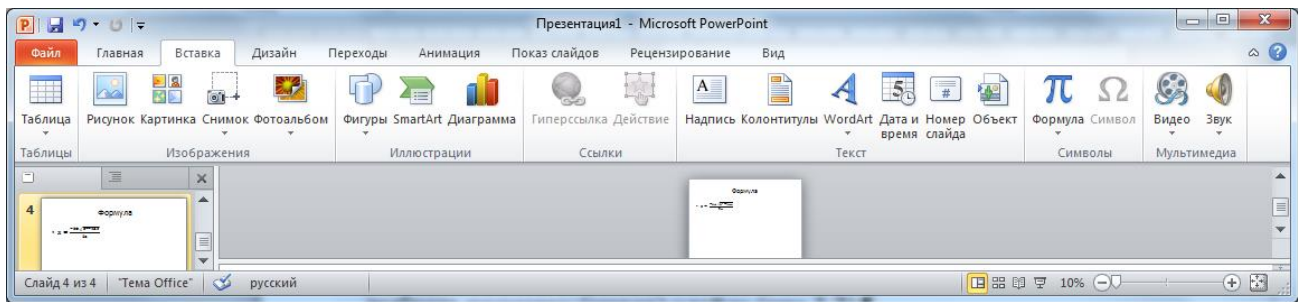 Презентация1 - Microsoft PowerPoint
Файл Главная Вставка Дизайн Переходы Анимация Показ слайдов Рецензирование Вид
Таблица Рисунок Картинка Снимок Фотоальбом Фигуры SmartArt Диаграмма Гиперссылка Действие Надпись Колонтитулы WordArt Дата и время Номер слайда Объект Формула Символ Видео Звук
Таблицы Изображения Иллюстрации Ссылки Текст Символы Мультимедиа
4
Формула
Формула
Слайд 4 из 4 "Тема Office" русский 10%